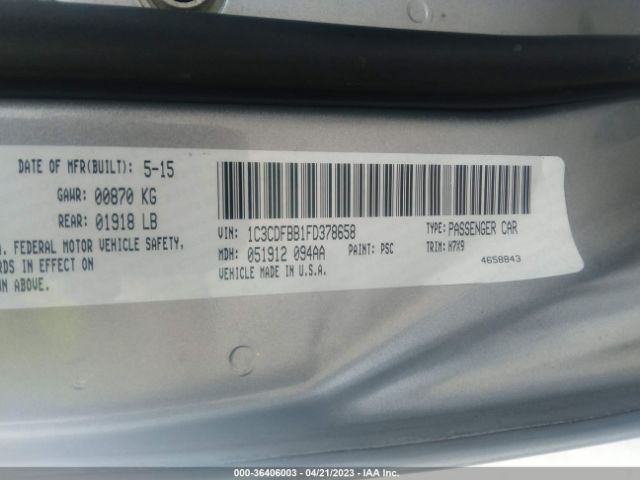 DATE OF MFR(BUILT): 5-15
GAWR: 00870 KG
REAR: 01918 LB
FEDERAL MOTOR VEHICLE SAFETY,
RDS IN EFFECT ON
WN ABOVE.
VIN: 1C3CDFBB1FD378658
TYPE: PASSENGER CAR
MDH: 051912 094AA
PAINT: PSC
TRIM: H7X9
VEHICLE MADE IN U.S.A.
4658843
000-36406003 - 04/21/2023 - IAA Inc.